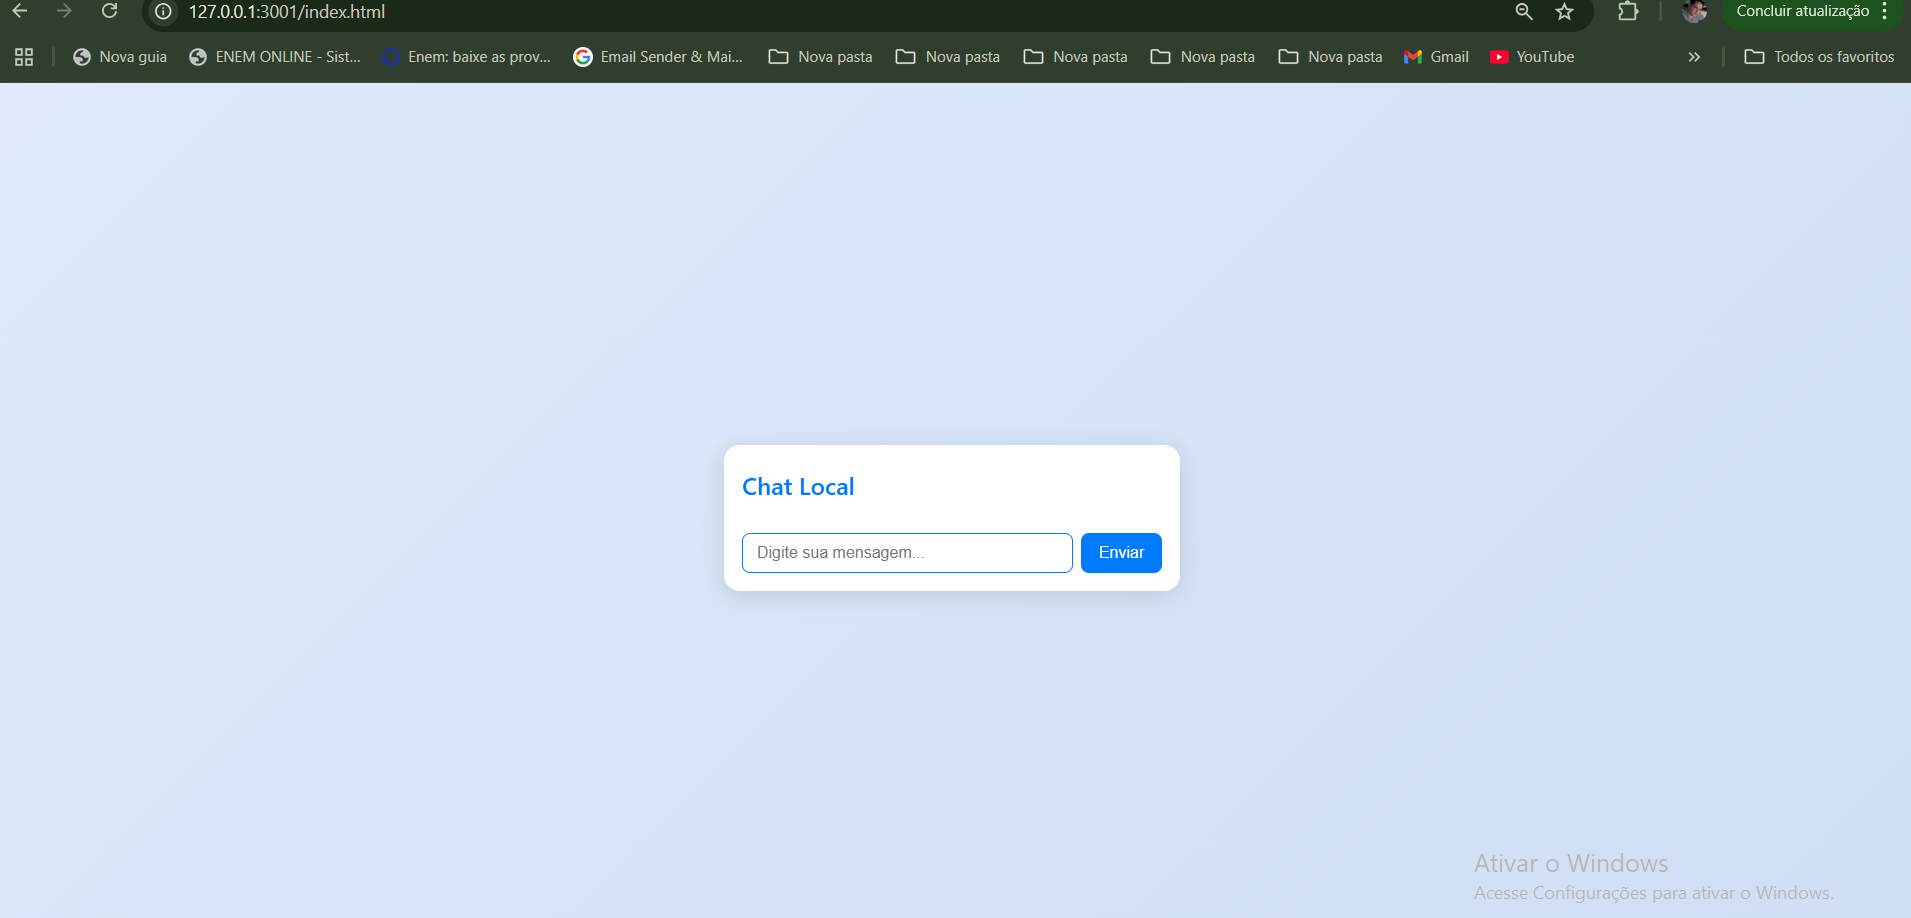 127.0.0.1:3001/index.html
Concluir atualização
Nova guia
ENEM ONLINE - Sist...
Enem: baixe as prov...
Email Sender & Mai...
Nova pasta
Nova pasta
Nova pasta
Nova pasta
Nova pasta
Gmail
YouTube
Todos os favoritos
Chat Local
Digite sua mensagem...
Enviar
Ativar o Windows
Acesse Configurações para ativar o Windows.